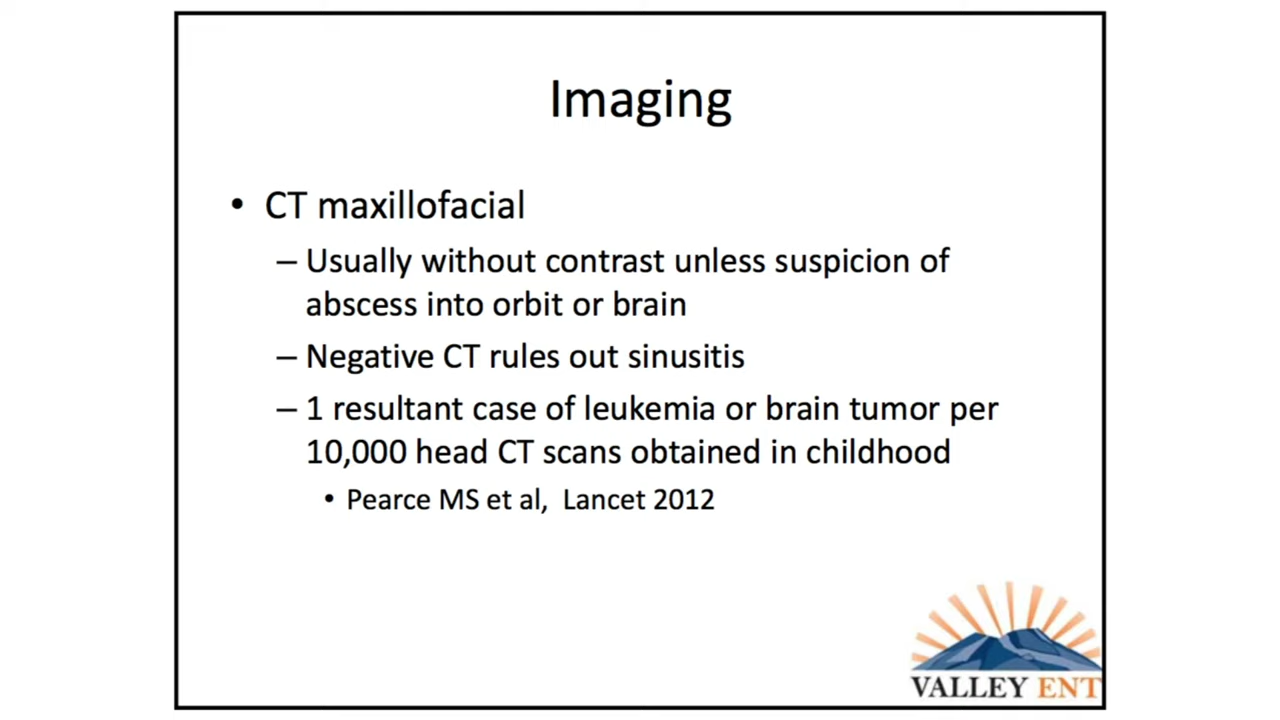 Imaging
• CT maxillofacial
– Usually without contrast unless suspicion of
abscess into orbit or brain
– Negative CT rules out sinusitis
– 1 resultant case of leukemia or brain tumor per
10,000 head CT scans obtained in childhood
• Pearce MS et al, Lancet 2012
VALLEY ENT